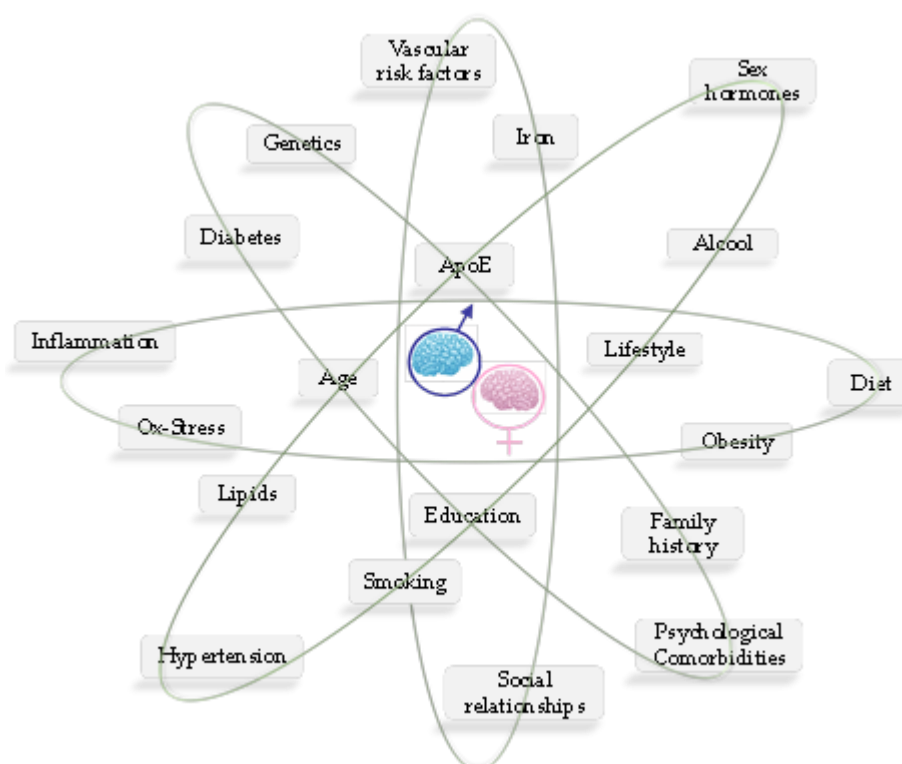 Vascular
risk factors
Sex
hormones
Genetics
Iron
Diabetes
Alcool
ApoE
Inflammation
Lifestyle
Age
Diet
Ox-Stress
Obesity
Lipids
Education
Family
history
Smoking
Hypertension
Psychological
Comorbidities
Social
relationships